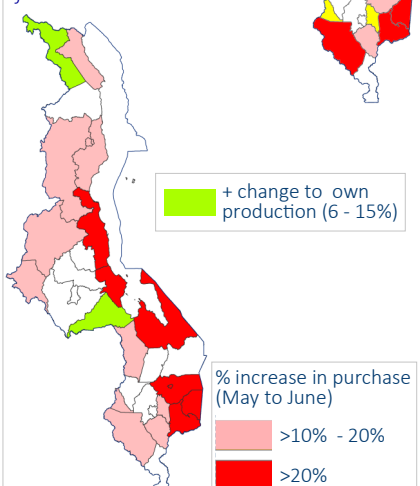 + change to own
production (6 - 15%)
% increase in purchase
(May to June)
>10% - 20%
>20%